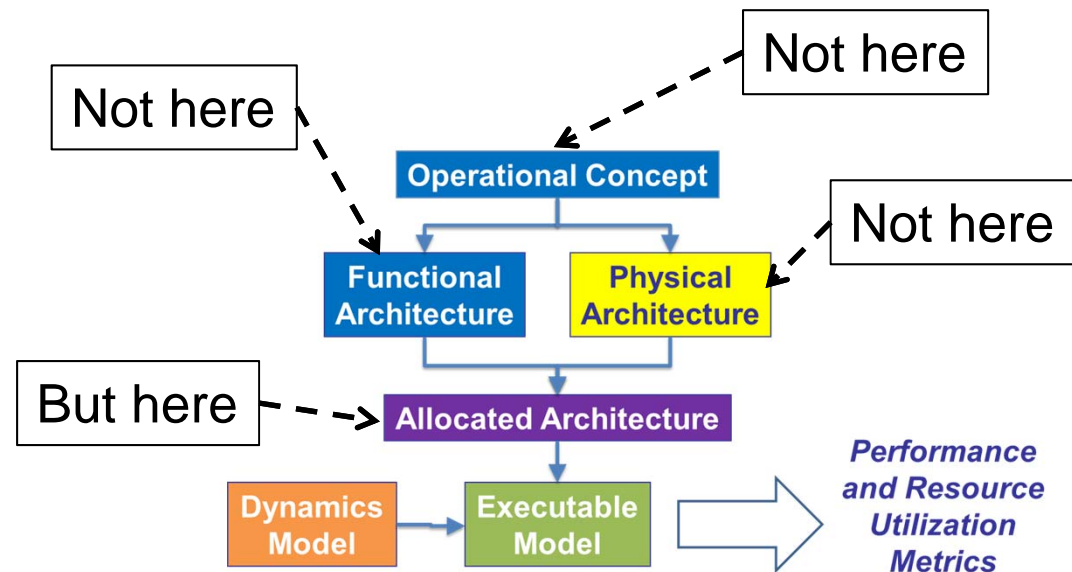 Not here
Not here
Operational Concept
Not here
Functional
Architecture
Physical
Architecture
But here
Allocated Architecture
Dynamics
Model
Executable
Model
Performance
and Resource
Utilization
Metrics